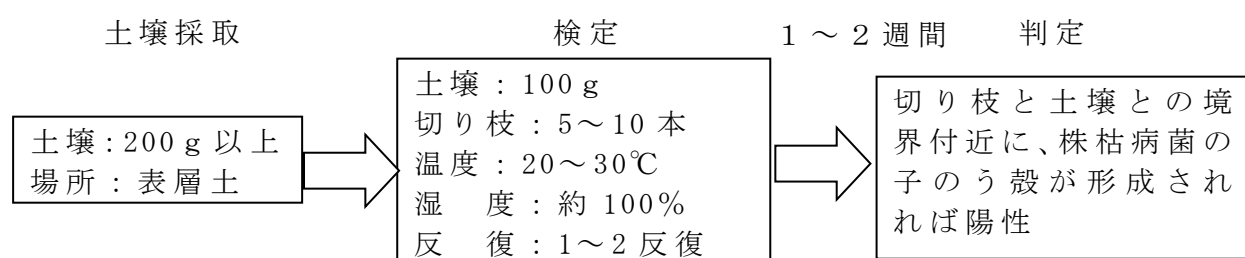 土壌採取
検定
1～2週間
判定
土壌：200ｇ以上
場所：表層土
土壌：100ｇ
切り枝：5～10本
温度：20～30℃
湿　度：約100%
反　復：1～2反復
切り枝と土壌との境
界付近に、株枯病菌の
子のう殻が形成され
れば陽性